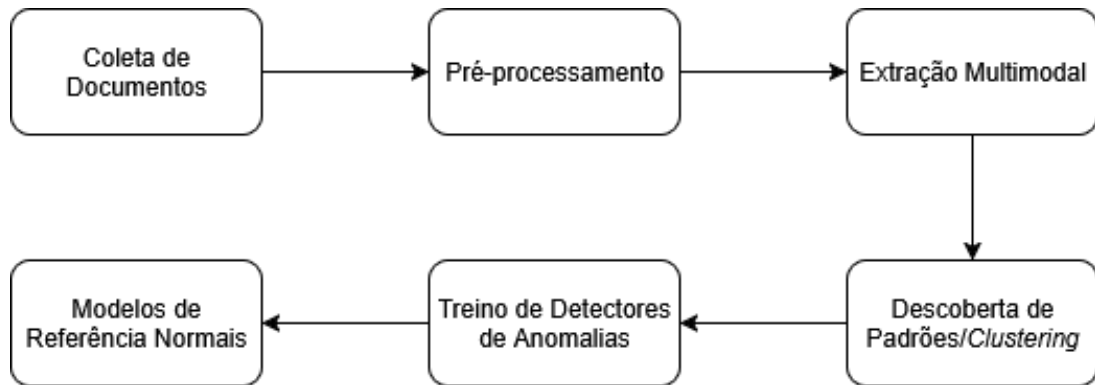 Coleta de
Documentos
Pré-processamento
Extração Multimodal
Descoberta de
Padrões/Clustering
Treino de Detectores
de Anomalias
Modelos de
Referência Normais